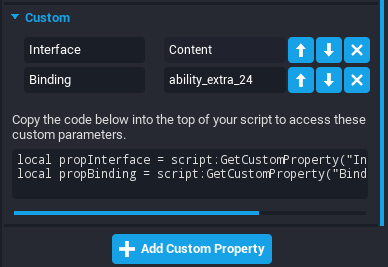 Custom
Interface Content
Binding ability_extra_24
Copy the code below into the top of your script to access these
custom parameters.
local propInterface = script:GetCustomProperty("In
local propBinding = script:GetCustomProperty("Bind
Add Custom Property